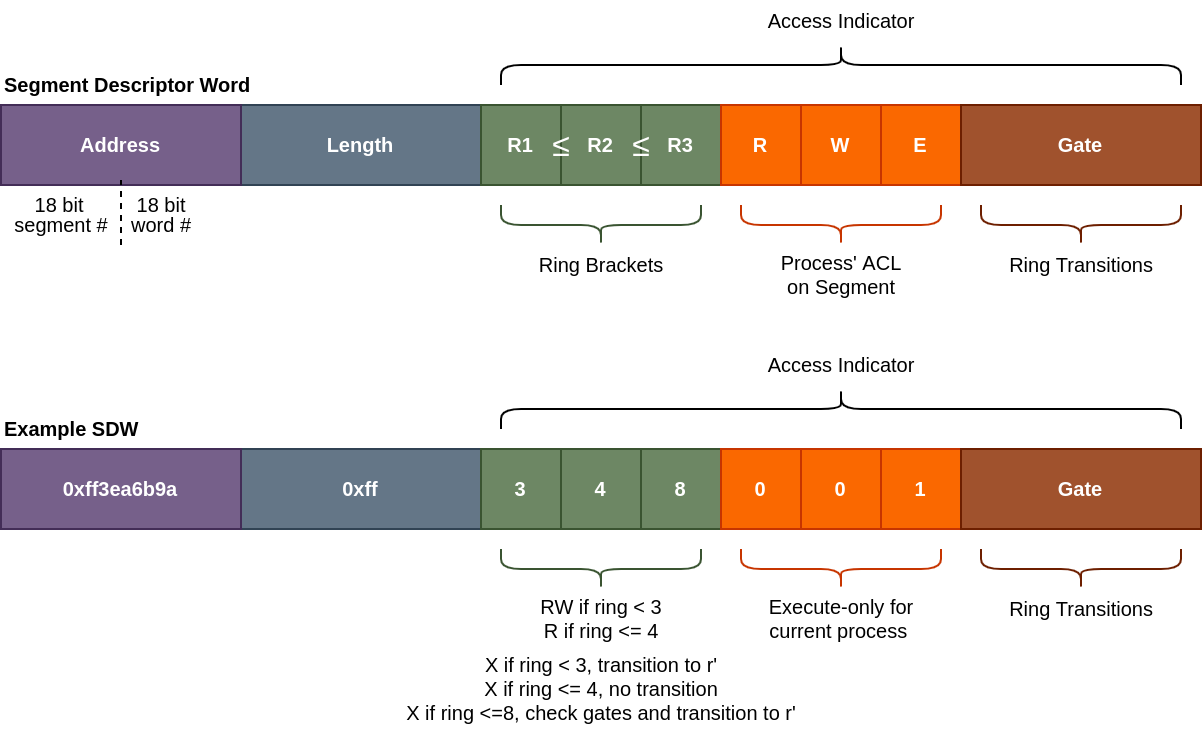 Access Indicator
Segment Descriptor Word
Address Length R1 ≤ R2 ≤ R3 R W E Gate
18 bit 18 bit
segment # word #
Ring Brackets
Process' ACL
on Segment
Ring Transitions
Access Indicator
Example SDW
0xff3ea6b9a 0xff 3 4 8 0 0 1 Gate
RW if ring < 3
R if ring <= 4
Execute-only for
current process
Ring Transitions
X if ring < 3, transition to r'
X if ring <= 4, no transition
X if ring <=8, check gates and transition to r'